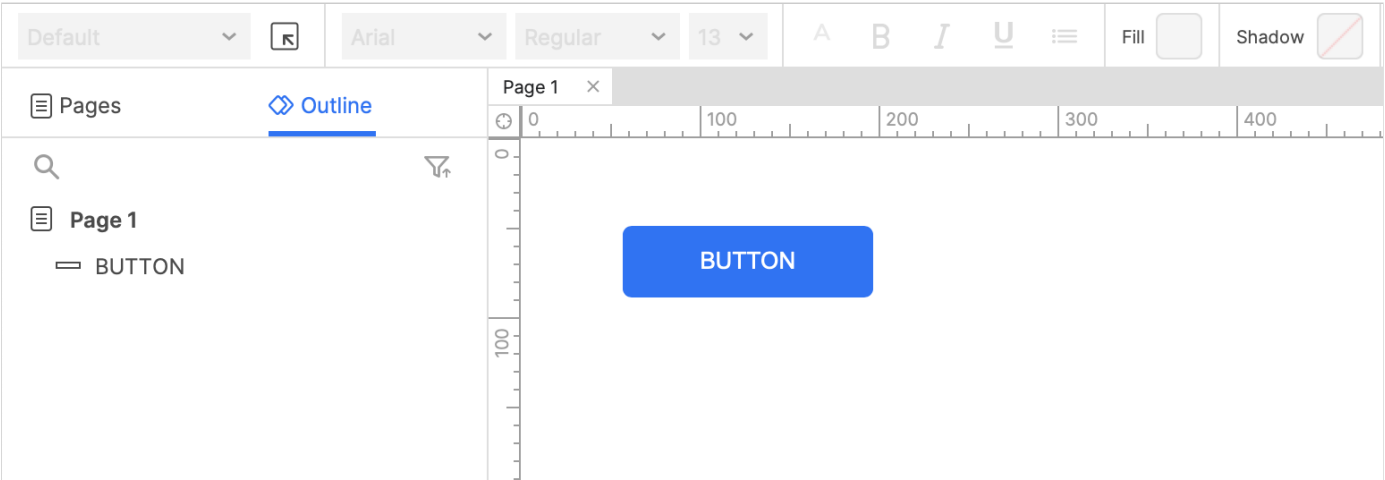 Default Arial Regular 13 A B I U Fill Shadow
Pages Outline
Page 1
0 100 200 300 400
0
Page 1
BUTTON
BUTTON
100